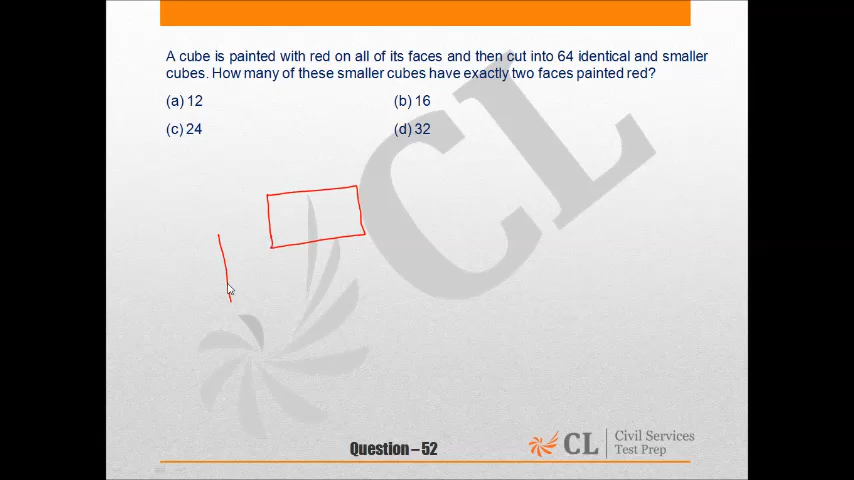 A cube is painted with red on all of its faces and then cut into 64 identical and smaller
cubes. How many of these smaller cubes have exactly two faces painted red?
(a) 12
(b) 16
(c) 24
(d) 32
CL
Question – 52
CL
Civil Services
Test Prep